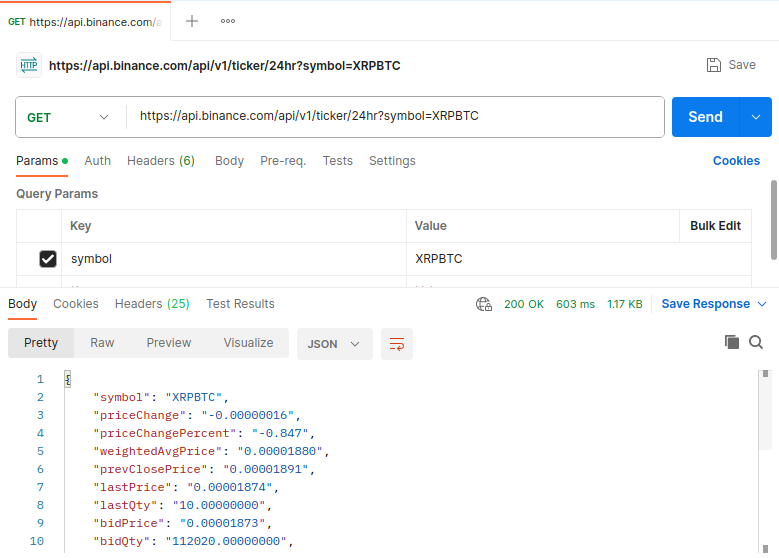 GET https://api.binance.com/a
HTTP https://api.binance.com/api/v1/ticker/24hr?symbol=XRPBTC Save
GET https://api.binance.com/api/v1/ticker/24hr?symbol=XRPBTC Send
Params Auth Headers (6) Body Pre-req. Tests Settings Cookies
Query Params
Key Value Bulk Edit
symbol XRPBTC
Body Cookies Headers (25) Test Results 200 OK 603 ms 1.17 KB Save Response
Pretty Raw Preview Visualize JSON
1 {
2 "symbol": "XRPBTC",
3 "priceChange": "-0.00000016",
4 "priceChangePercent": "-0.847",
5 "weightedAvgPrice": "0.00001880",
6 "prevClosePrice": "0.00001891",
7 "lastPrice": "0.00001874",
8 "lastQty": "10.00000000",
9 "bidPrice": "0.00001873",
10 "bidQty": "112020.00000000",